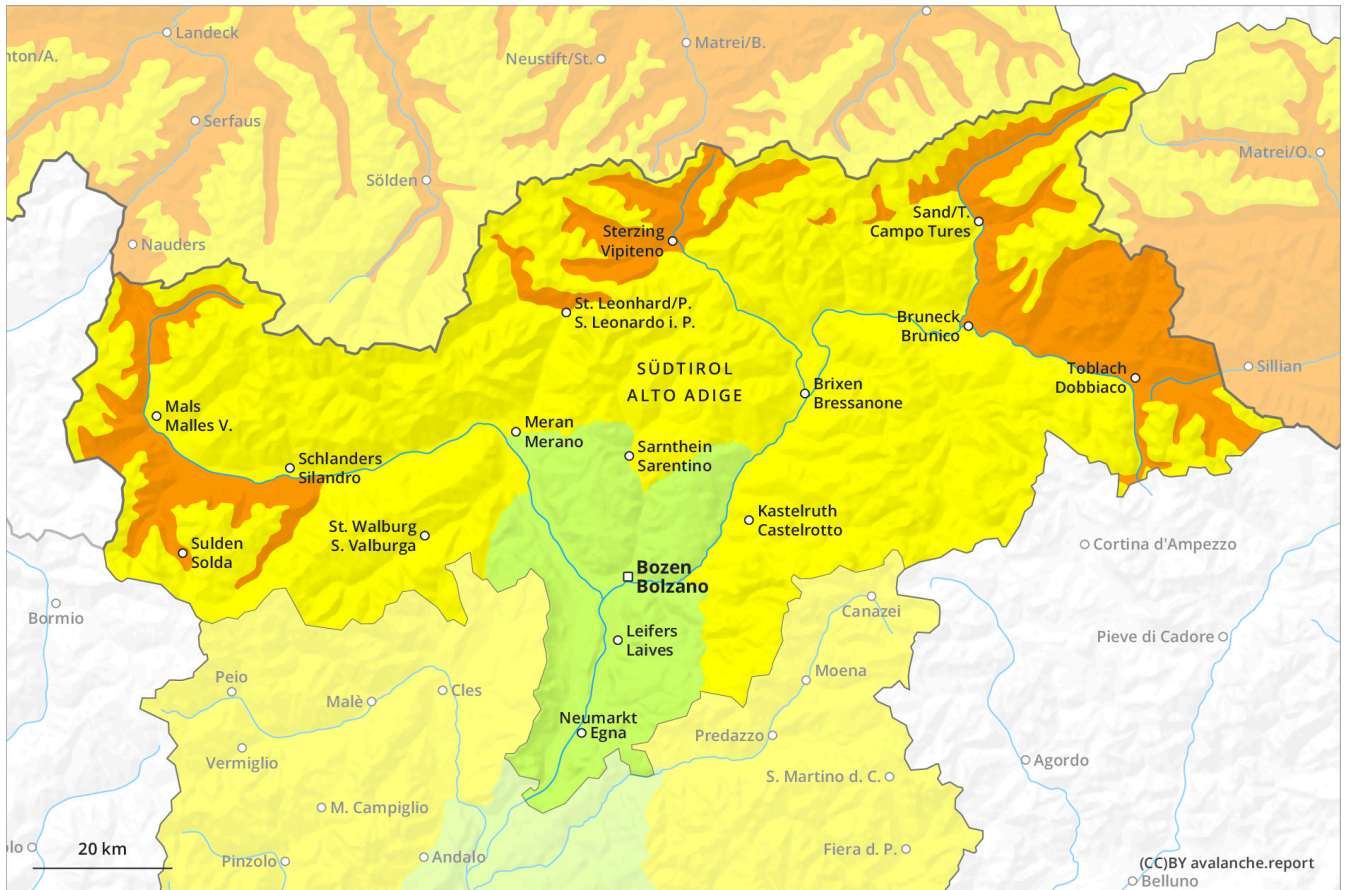 Landeck
Matrei/B.
nton/A.
Neustift/St.
Serfaus
Matrei/O.
Sölden
Sand/T.
Campo Tures
Sterzing
Vipiteno
Nauders
St. Leonhard/P.
S. Leonardo i. P.
Bruneck
Brunico
SÜDTIROL
ALTO ADIGE
Toblach
Dobbiaco
Sillian
Brixen
Bressanone
Mals
Malles V.
Meran
Merano
Sarnthein
Sarentino
Schlanders
Silandro
Kastelruth
Castelrotto
St. Walburg
S. Valburga
Sulden
Solda
Cortina d'Ampezzo
Bozen
Bolzano
Bormio
Canazei
Leifers
Laives
Pieve di Cadore
Peio
Malè
Cles
Moena
Neumarkt
Egna
Predazzo
Vermiglio
Agordo
S. Martino d. C.
M. Campiglio
lo
20 km
Pinzolo
Andalo
Fiera d. P.
(CC)BY avalanche.report
Belluno